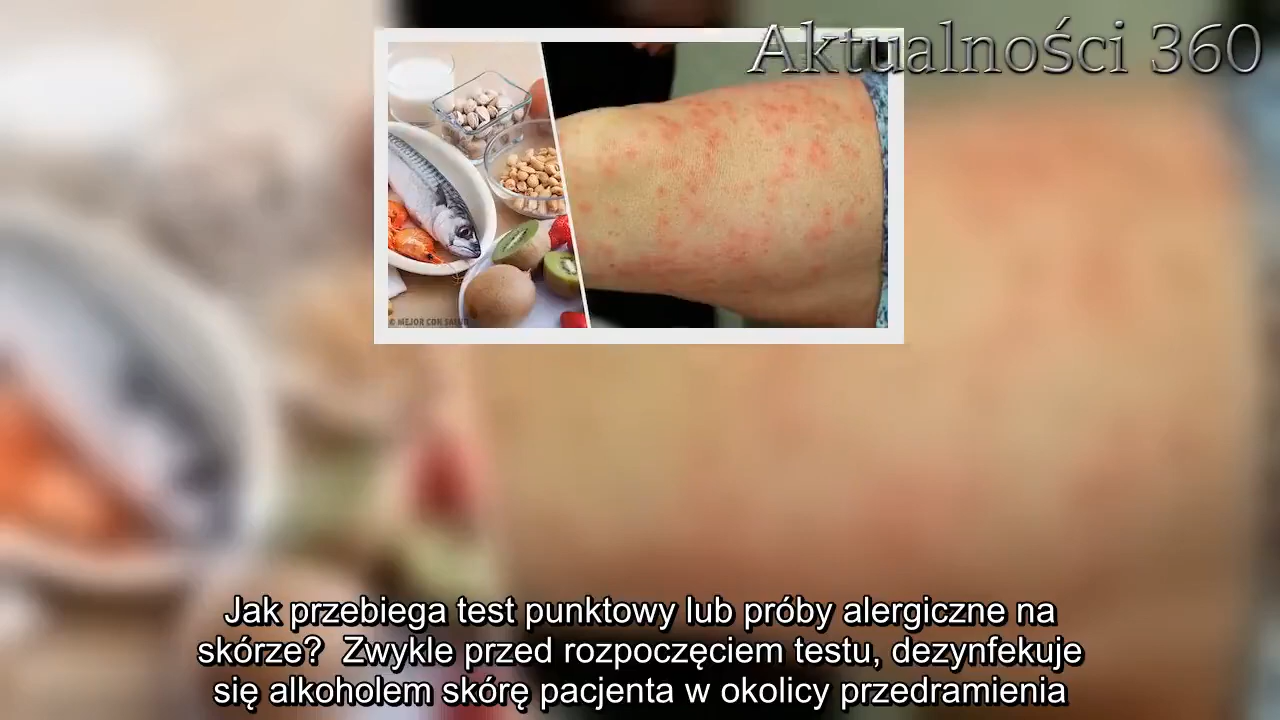 Aktualności 360
© MEJOR CON SALUD
Jak przebiega test punktowy lub próby alergiczne na
skórze? Zwykle przed rozpoczęciem testu, dezynfekuje
się alkoholem skórę pacjenta w okolicy przedramienia